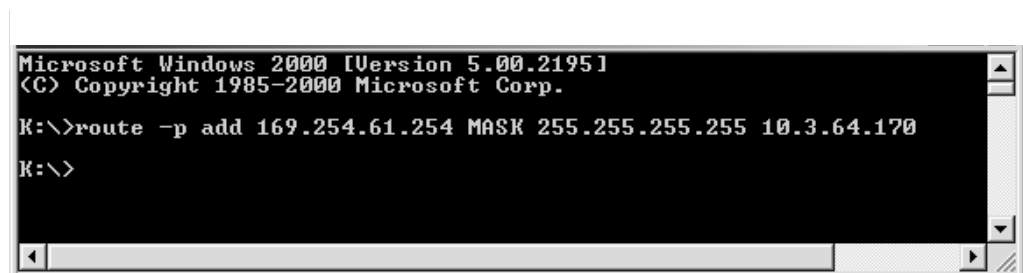 Microsoft Windows 2000 [Version 5.00.2195]
(C) Copyright 1985-2000 Microsoft Corp.
K:\>route -p add 169.254.61.254 MASK 255.255.255.255 10.3.64.170
K:\>